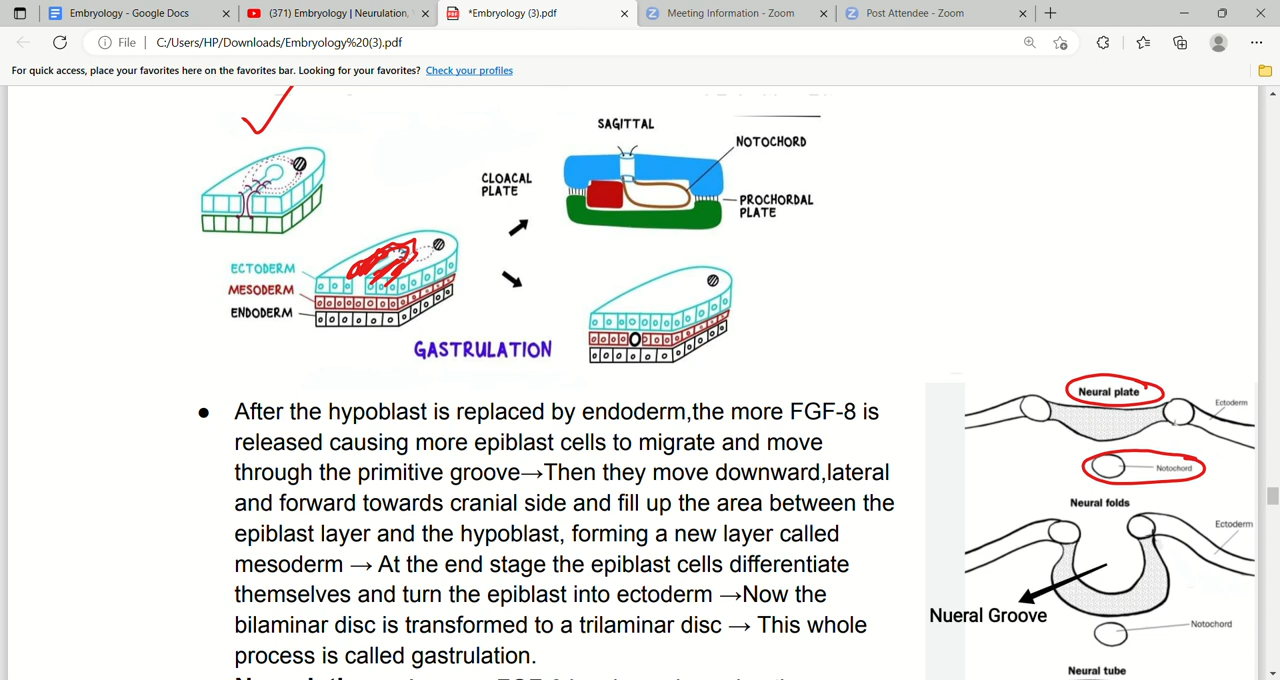 Embryology - Google Docs
(371) Embryology | Neurulation,
*Embryology (3).pdf
Meeting Information - Zoom
Post Attendee - Zoom
File
C:/Users/HP/Downloads/Embryology%20(3).pdf
For quick access, place your favorites here on the favorites bar. Looking for your favorites? Check your profiles
SAGITTAL
NOTOCHORD
CLOACAL
PLATE
PROCHORDAL
PLATE
ECTODERM
MESODERM
ENDODERM
GASTRULATION
● After the hypoblast is replaced by endoderm,the more FGF-8 is
released causing more epiblast cells to migrate and move
through the primitive groove→Then they move downward,lateral
and forward towards cranial side and fill up the area between the
epiblast layer and the hypoblast, forming a new layer called
mesoderm → At the end stage the epiblast cells differentiate
themselves and turn the epiblast into ectoderm →Now the
bilaminar disc is transformed to a trilaminar disc → This whole
process is called gastrulation.
Neural plate
Ectoderm
Notochord
Neural folds
Ectoderm
Nueral Groove
Notochord
Neural tube